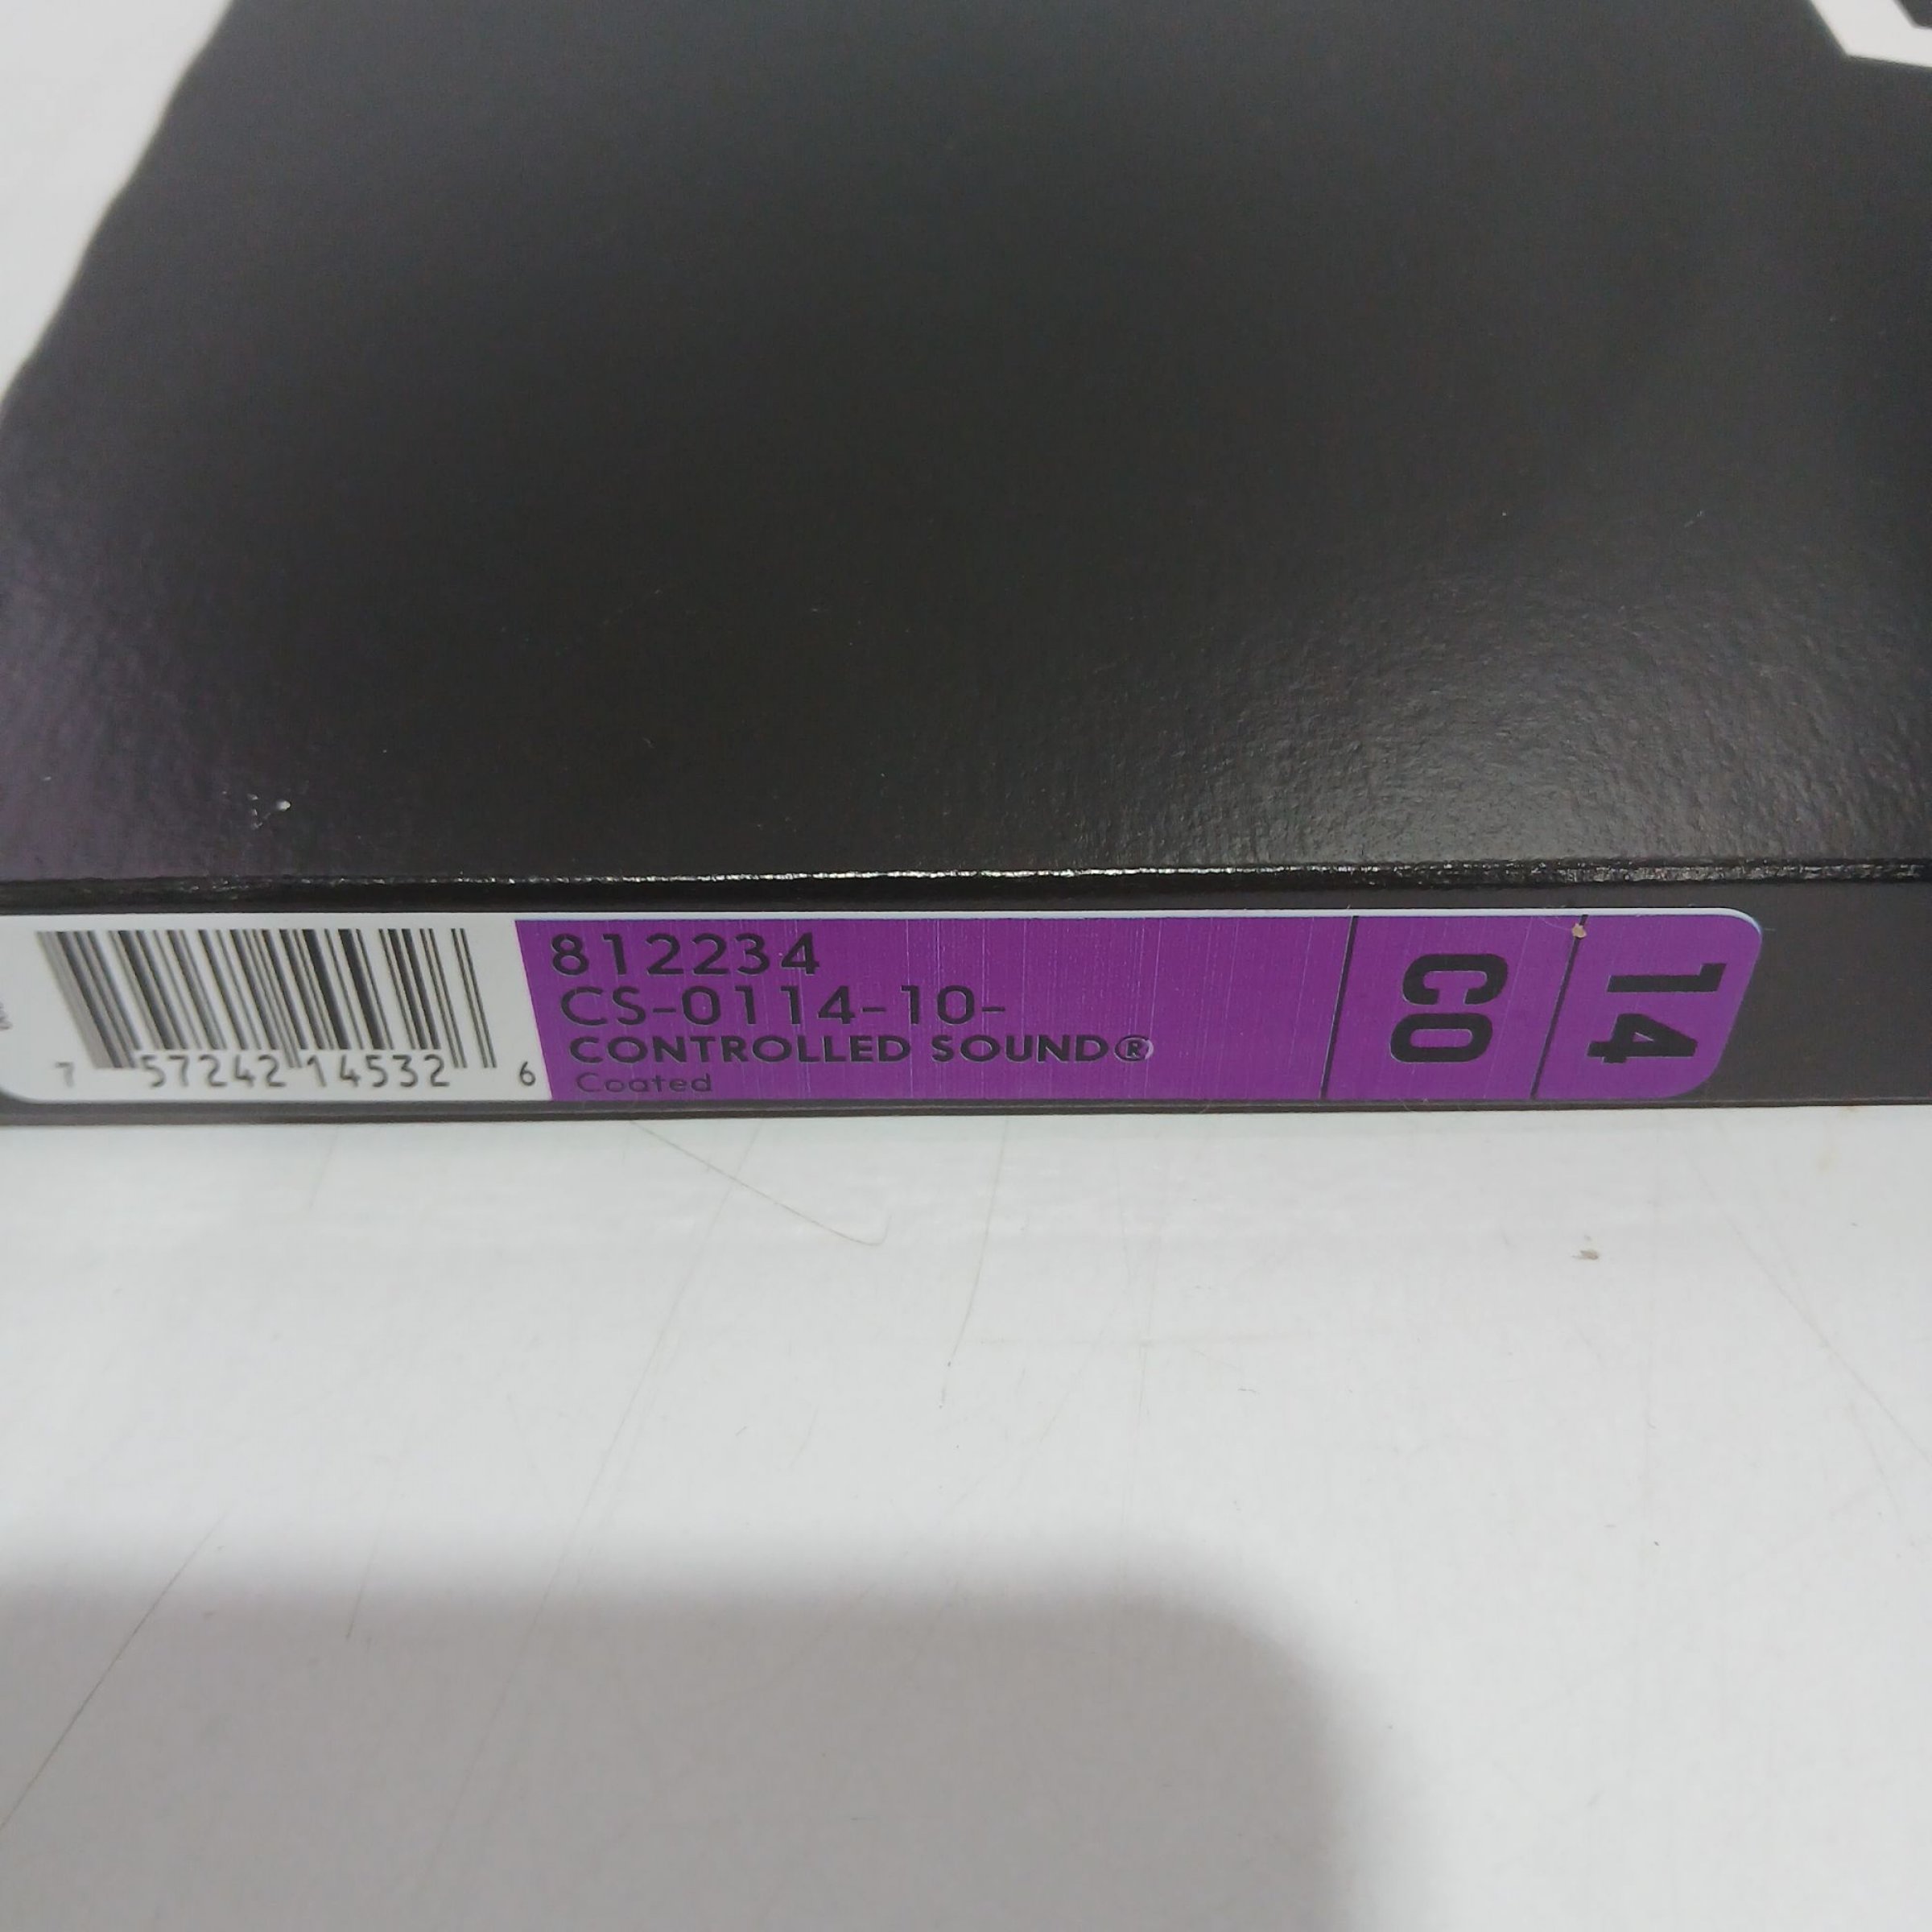 7 57242 14532 6
812234
CS-0114-10-
CONTROLLED SOUND®
Coated
CO
14